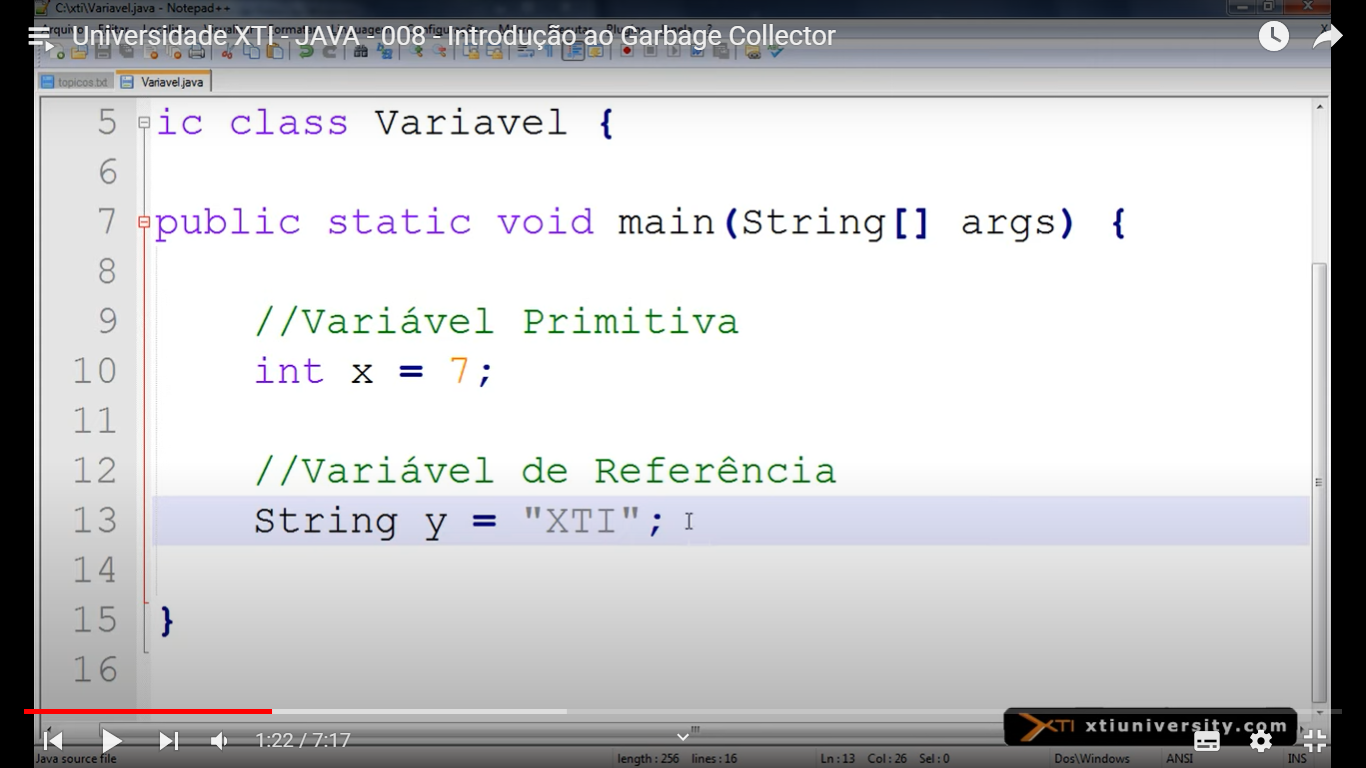 C:\xti\Variavel.java - Notepad++
Universidade XTI - JAVA - 008 - Introdução ao Garbage Collector
topicos.txt Variavel.java
5 ic class Variavel {
6
7 public static void main(String[] args) {
8
9 //Variável Primitiva
10 int x = 7;
11
12 //Variável de Referência
13 String y = "XTI";
14
15 }
16
XTI xtiuniversity.com
1:22 / 7:17
Java source file length : 256 lines : 16 Ln : 13 Col : 26 Sel : 0 Dos\Windows ANSI INS